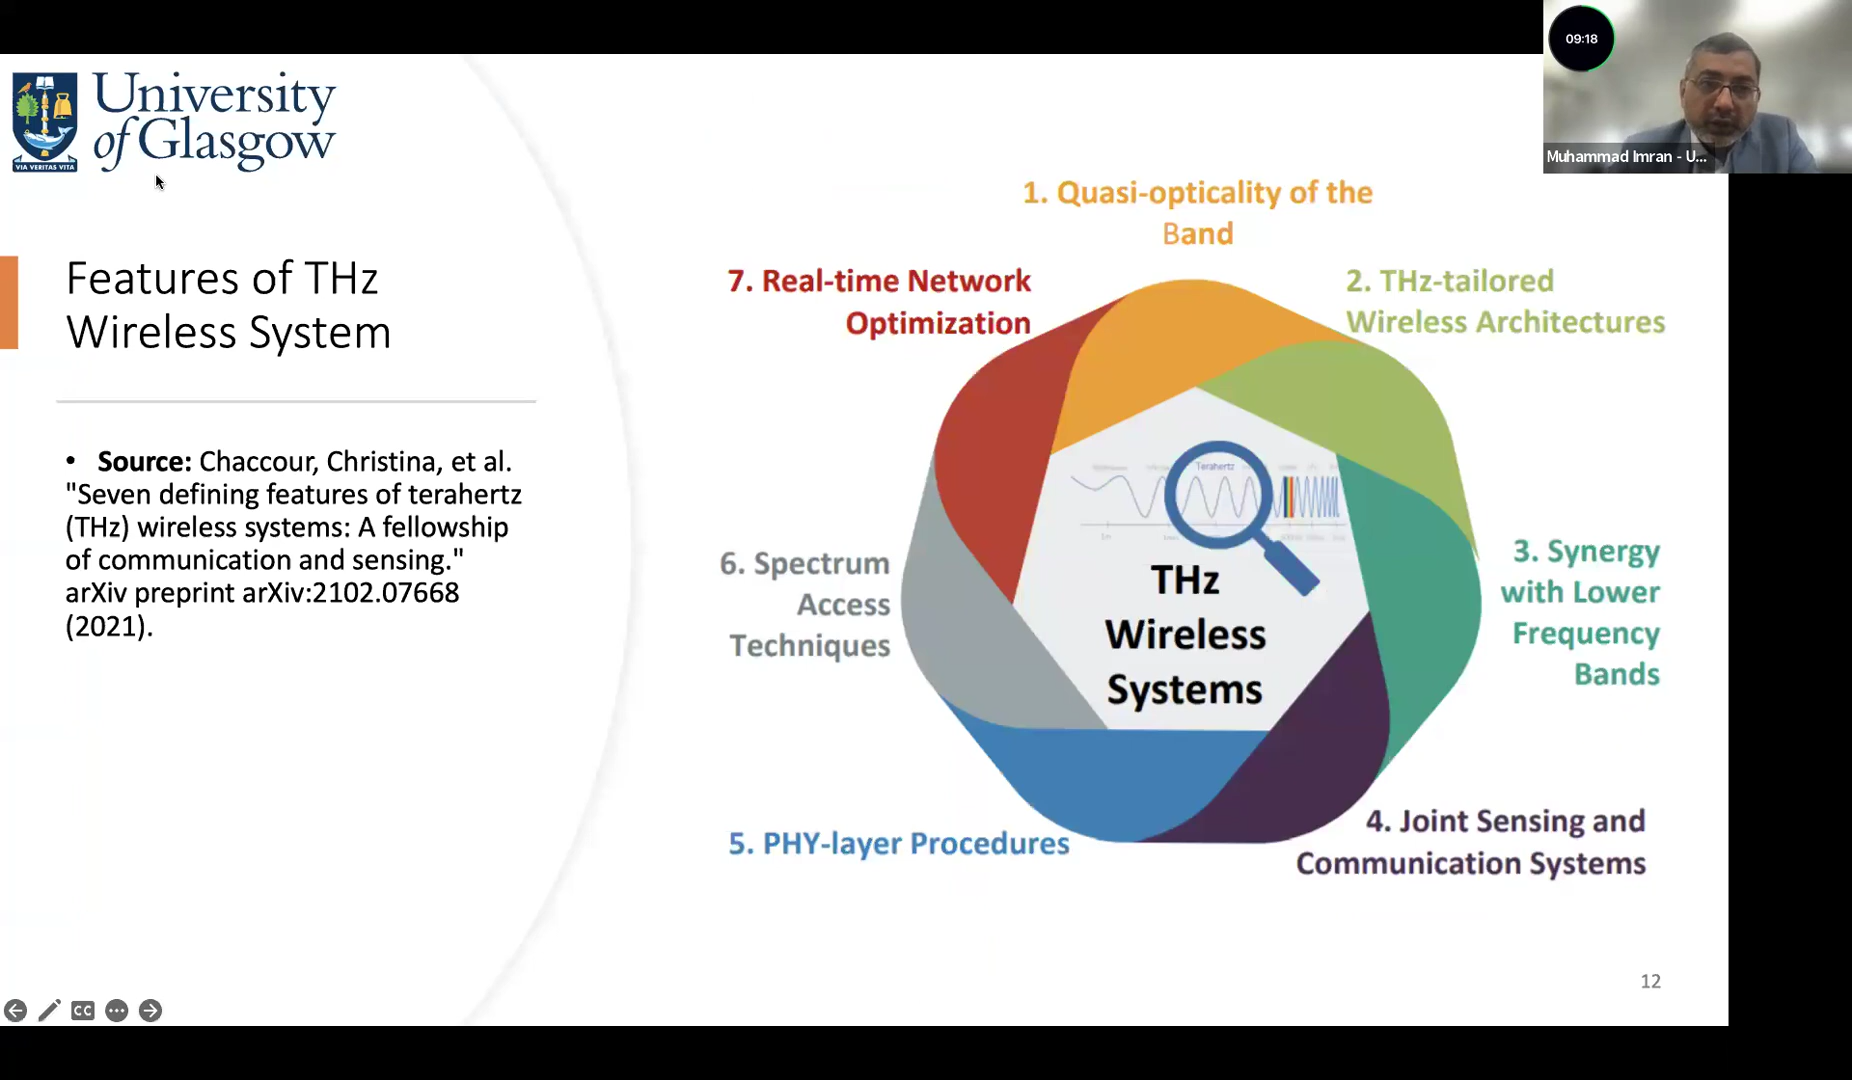 University
of Glasgow
VIA VERITAS VITA
09:18
Muhammad Imran - U...
Features of THz
Wireless System
• Source: Chaccour, Christina, et al.
"Seven defining features of terahertz
(THz) wireless systems: A fellowship
of communication and sensing."
arXiv preprint arXiv:2102.07668
(2021).
1. Quasi-opticality of the
Band
2. THz-tailored
Wireless Architectures
3. Synergy
with Lower
Frequency
Bands
4. Joint Sensing and
Communication Systems
5. PHY-layer Procedures
6. Spectrum
Access
Techniques
7. Real-time Network
Optimization
Terahertz
THz
Wireless
Systems
12
CC